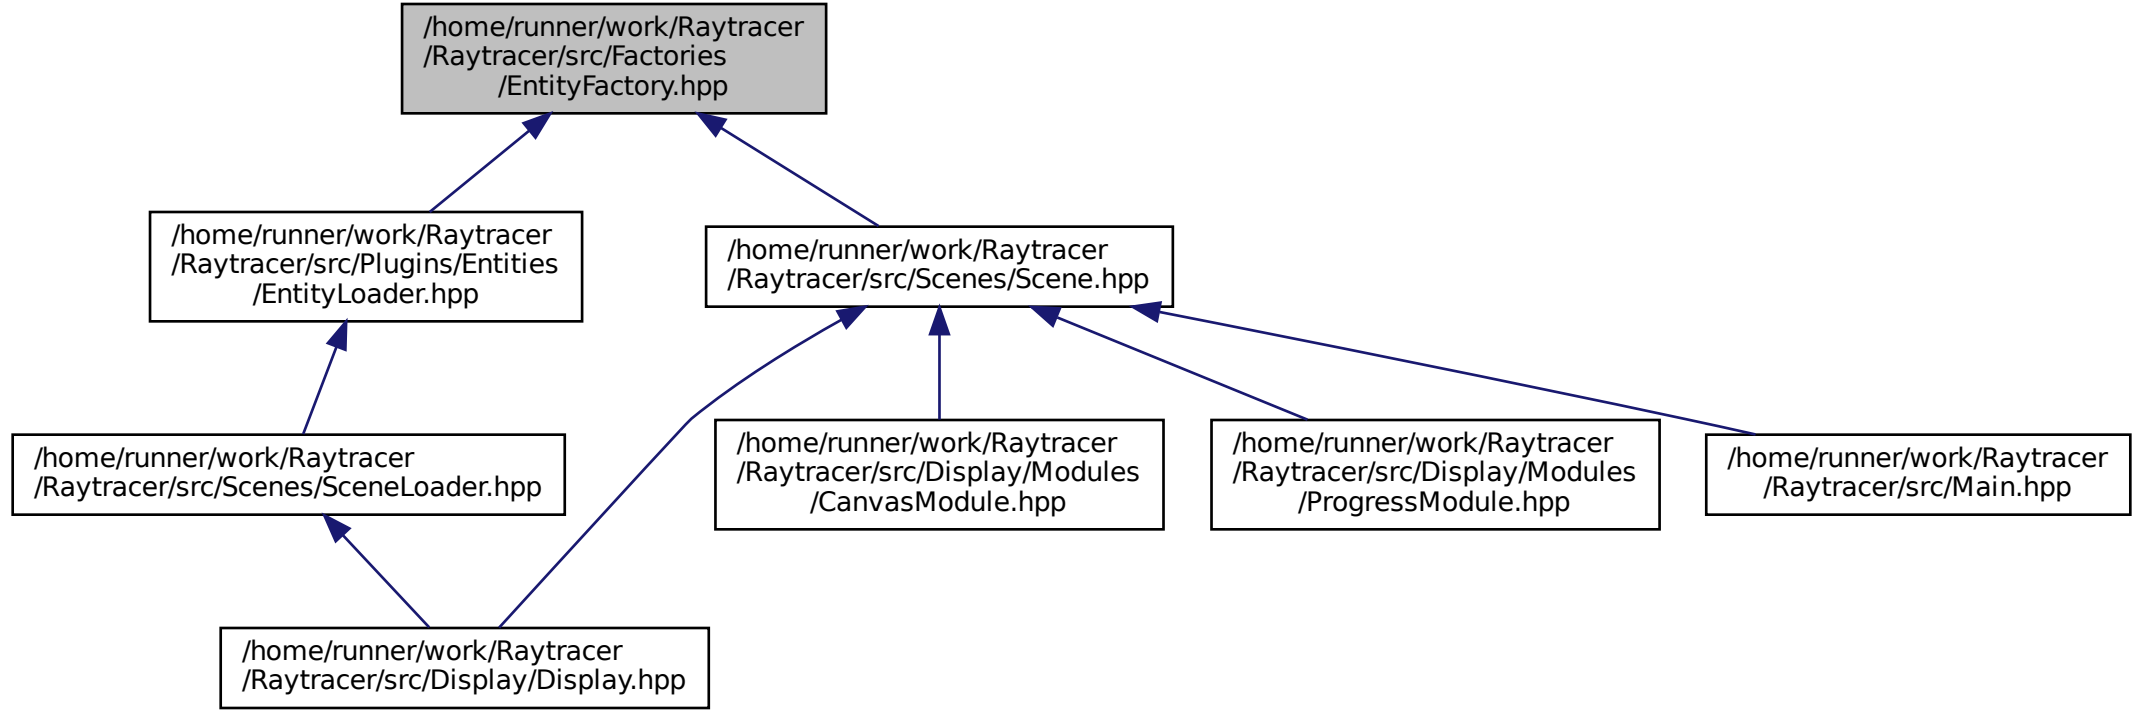 /home/runner/work/Raytracer
/Raytracer/src/Factories
/EntityFactory.hpp
/home/runner/work/Raytracer
/Raytracer/src/Plugins/Entities
/EntityLoader.hpp
/home/runner/work/Raytracer
/Raytracer/src/Scenes/Scene.hpp
/home/runner/work/Raytracer
/Raytracer/src/Scenes/SceneLoader.hpp
/home/runner/work/Raytracer
/Raytracer/src/Display/Modules
/CanvasModule.hpp
/home/runner/work/Raytracer
/Raytracer/src/Display/Modules
/ProgressModule.hpp
/home/runner/work/Raytracer
/Raytracer/src/Main.hpp
/home/runner/work/Raytracer
/Raytracer/src/Display/Display.hpp